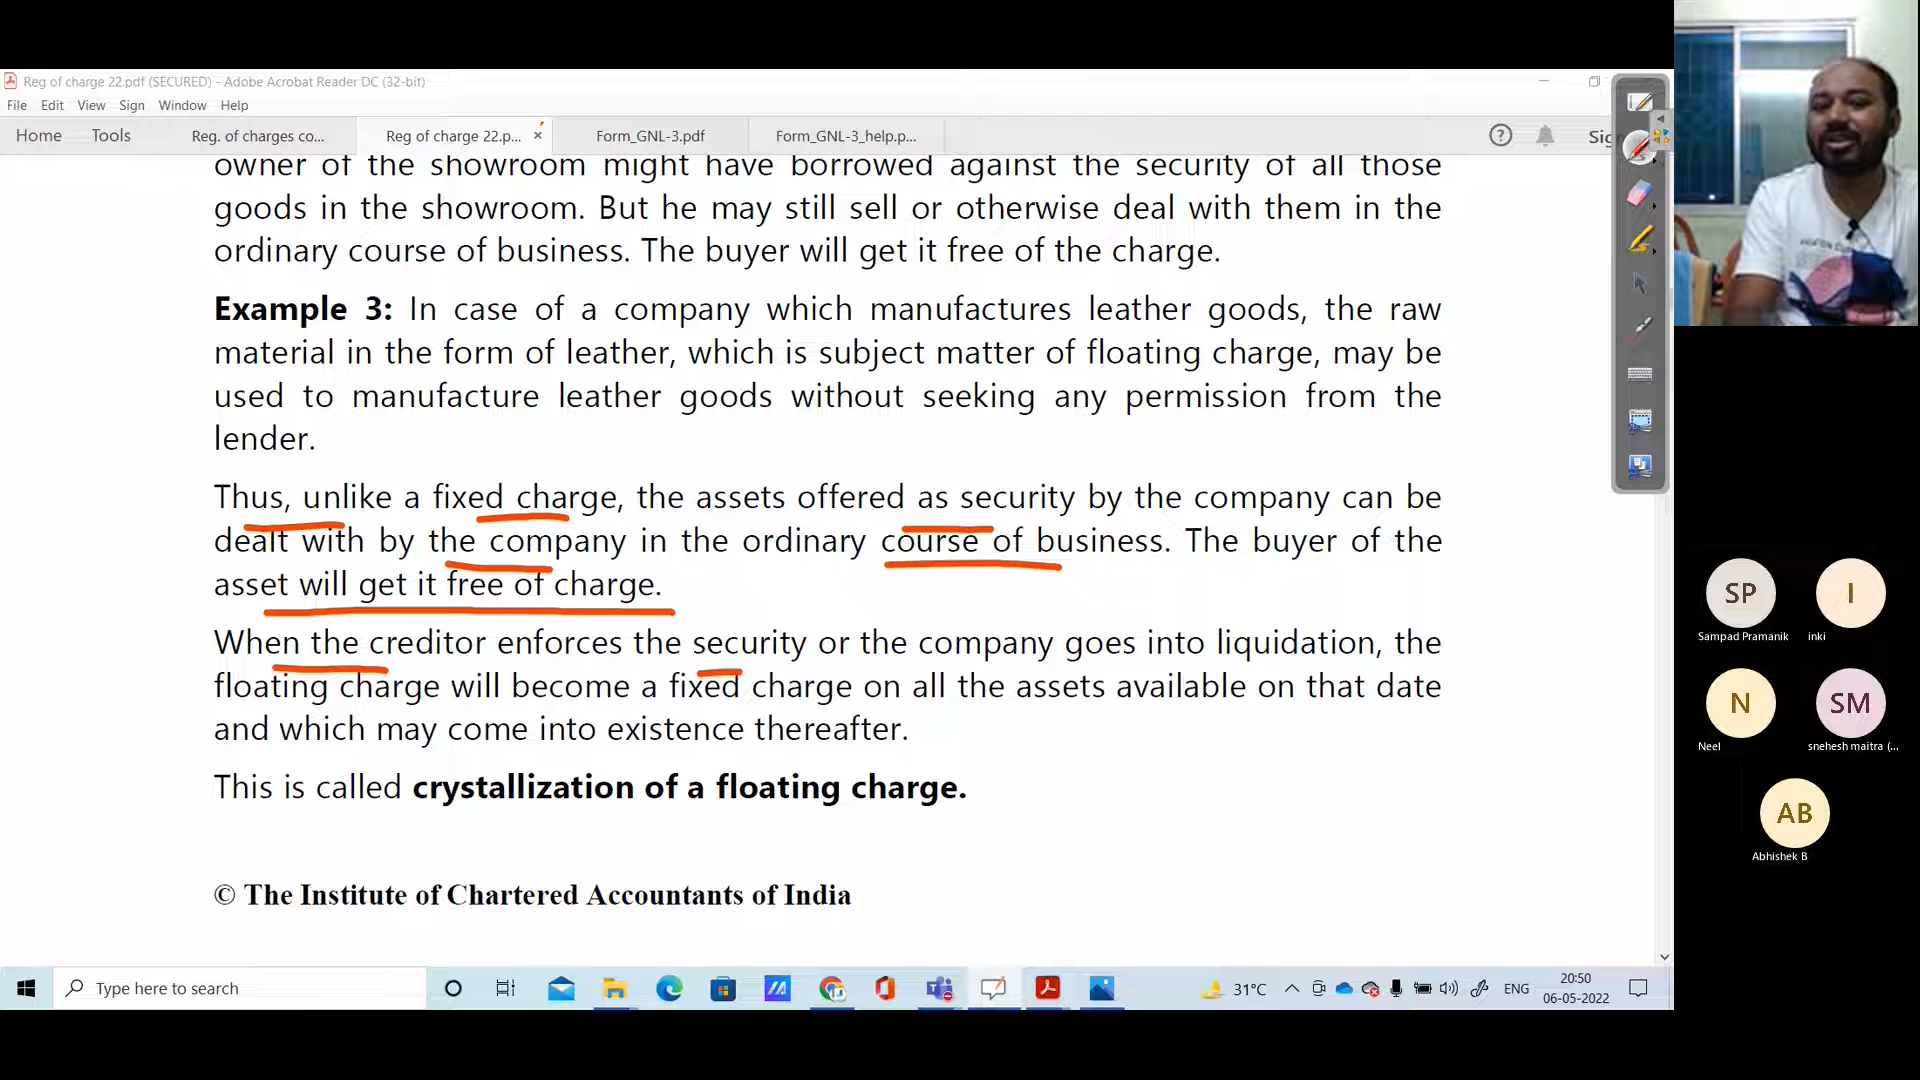 Reg of charge 22.pdf (SECURED) - Adobe Acrobat Reader DC (32-bit)
File Edit View Sign Window Help
Home Tools Reg. of charges co... Reg of charge 22.p... × Form_GNL-3.pdf Form_GNL-3_help.p...
owner of the showroom might have borrowed against the security of all those
goods in the showroom. But he may still sell or otherwise deal with them in the
ordinary course of business. The buyer will get it free of the charge.
Example 3: In case of a company which manufactures leather goods, the raw
material in the form of leather, which is subject matter of floating charge, may be
used to manufacture leather goods without seeking any permission from the
lender.
Thus, unlike a fixed charge, the assets offered as security by the company can be
dealt with by the company in the ordinary course of business. The buyer of the
asset will get it free of charge.
When the creditor enforces the security or the company goes into liquidation, the
floating charge will become a fixed charge on all the assets available on that date
and which may come into existence thereafter.
This is called crystallization of a floating charge.
© The Institute of Chartered Accountants of India
SP I
Sampad Pramanik inki
N SM
Neel snehesh maitra (...
AB
Abhishek B
Type here to search 31°C ENG 20:50
06-05-2022